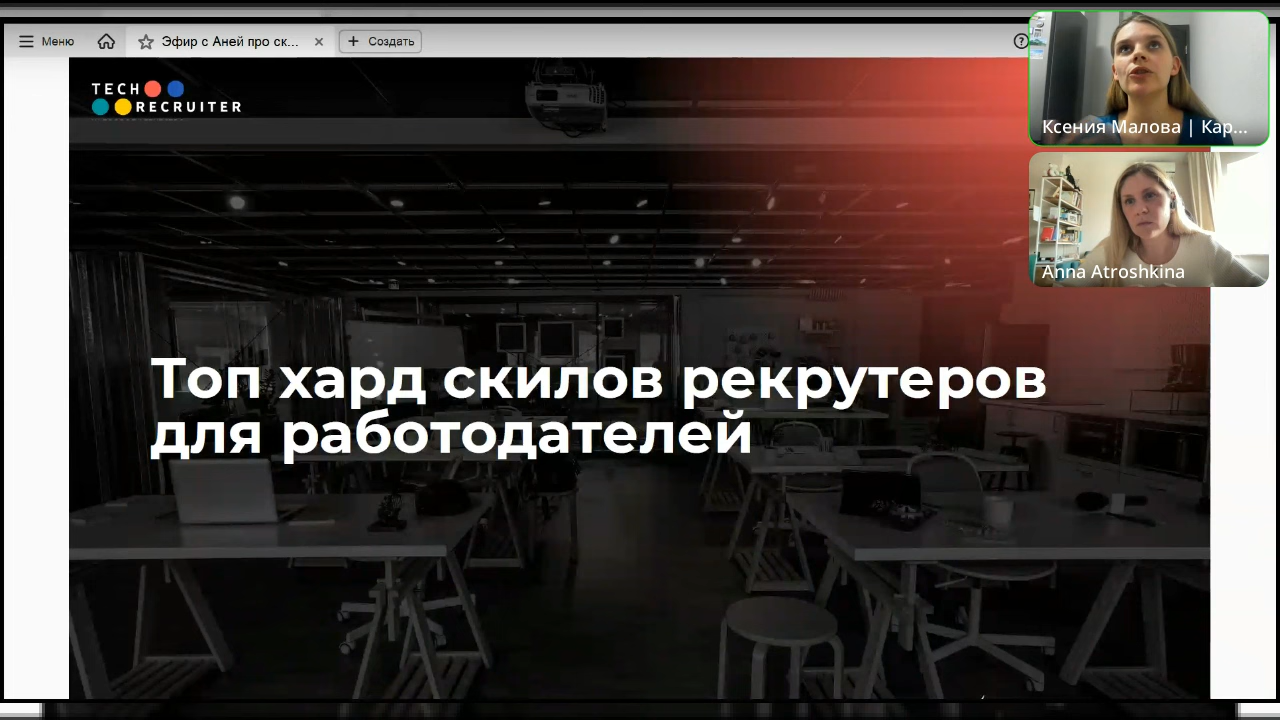 Меню
Эфир с Аней про ск...
Создать
TECH
RECRUITER
Ксения Малова | Кар...
Anna Atroshkina
Топ хард скилов рекрутеров
для работодателей